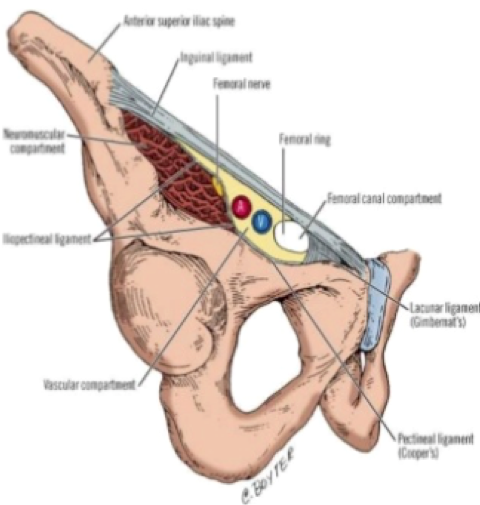 Anterior superior iliac spine
Inguinal ligament
Femoral nerve
Neuromuscular
compartment
Femoral ring
Femoral canal compartment
Iliopectineal ligament
A
V
Lacunar ligament
(Gimbernat's)
Vascular compartment
Pectineal ligament
(Cooper's)
C. BOYTER